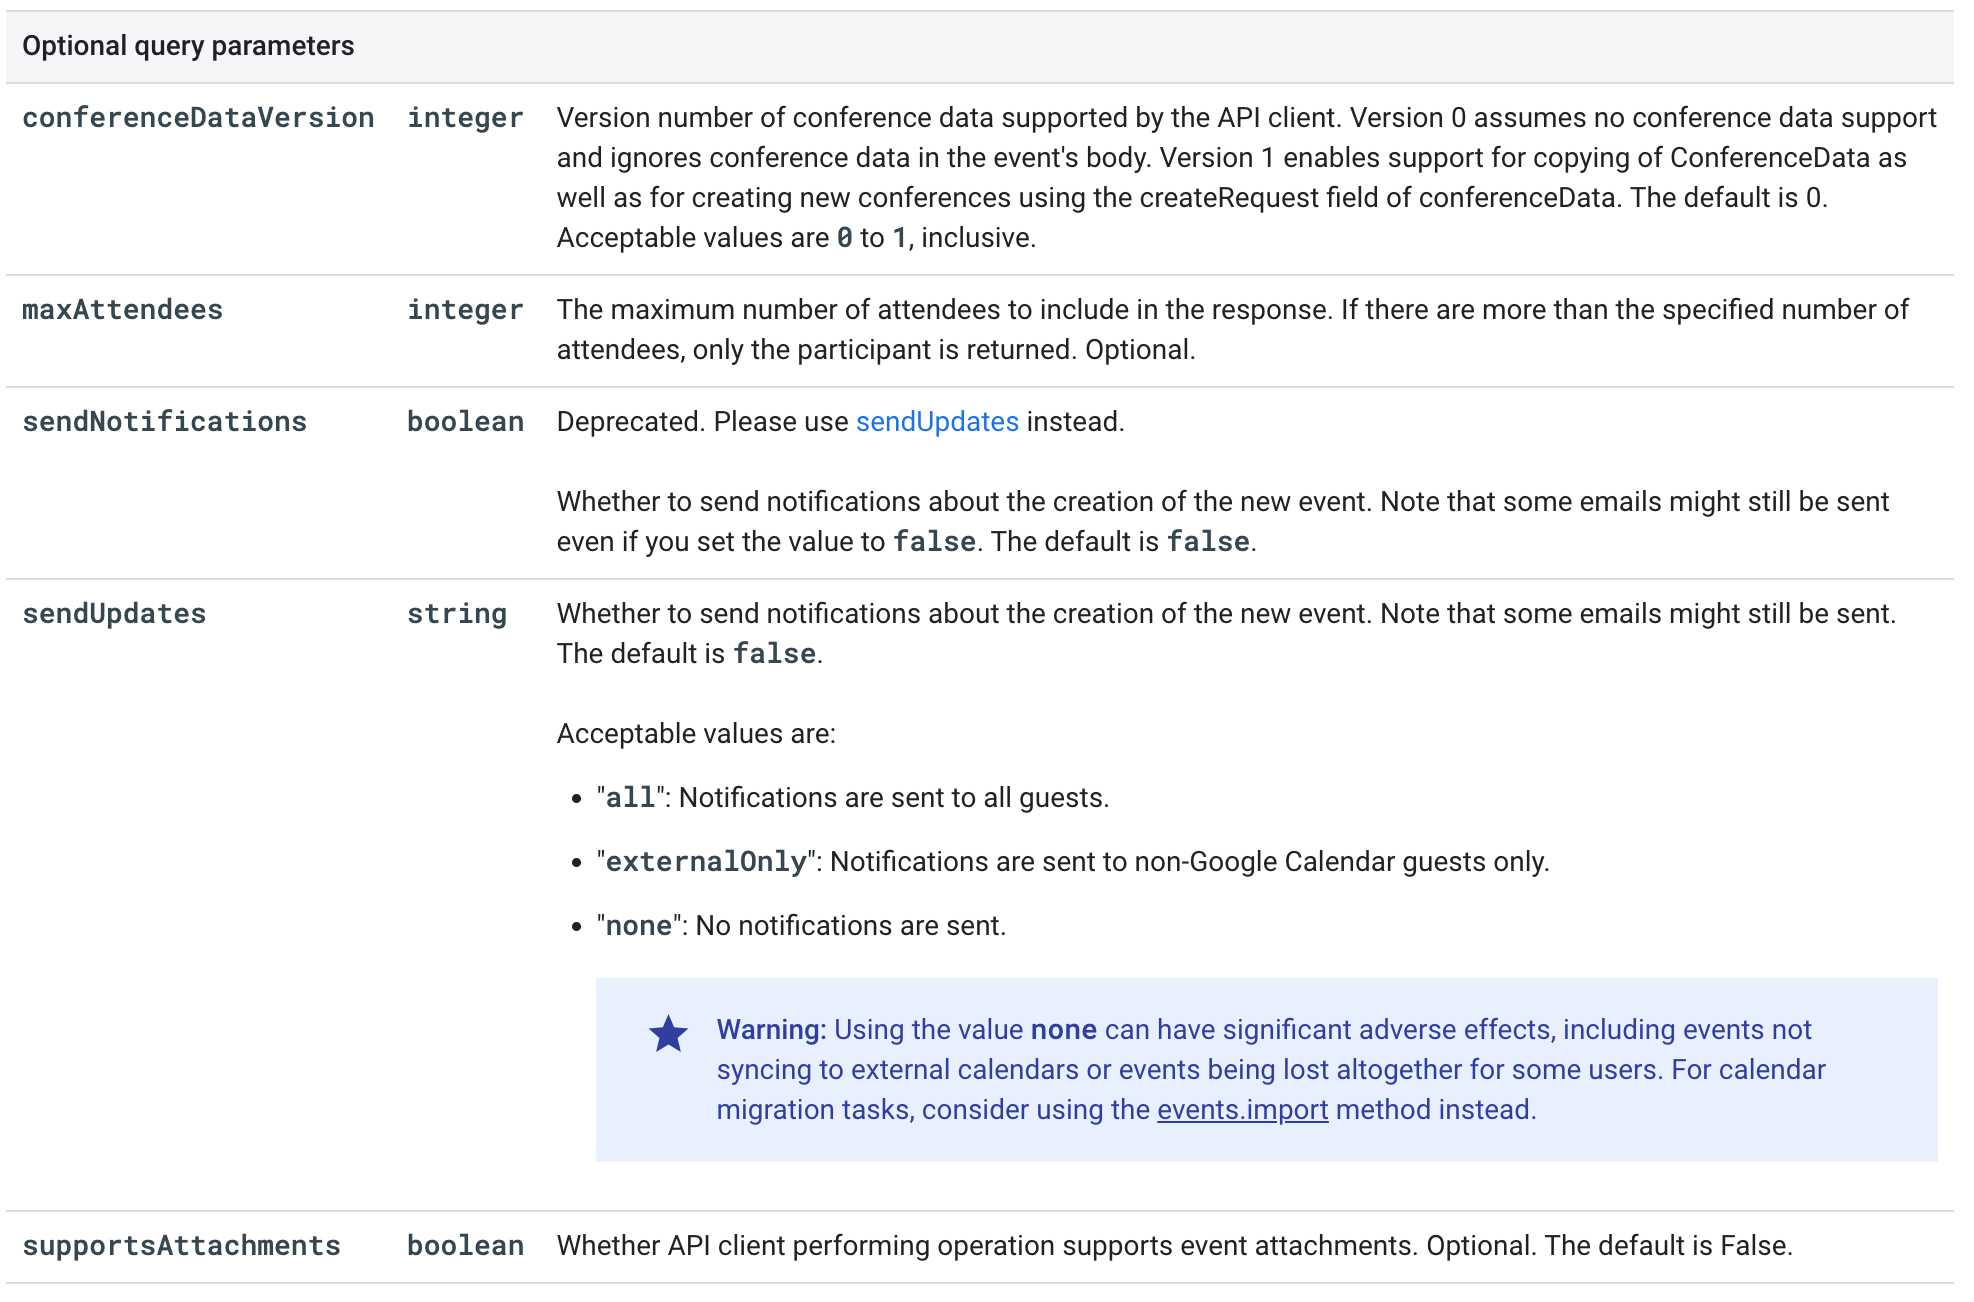 Optional query parameters
conferenceDataVersion integer Version number of conference data supported by the API client. Version 0 assumes no conference data support
and ignores conference data in the event's body. Version 1 enables support for copying of ConferenceData as
well as for creating new conferences using the createRequest field of conferenceData. The default is 0.
Acceptable values are 0 to 1, inclusive.
maxAttendees integer The maximum number of attendees to include in the response. If there are more than the specified number of
attendees, only the participant is returned. Optional.
sendNotifications boolean Deprecated. Please use sendUpdates instead.
Whether to send notifications about the creation of the new event. Note that some emails might still be sent
even if you set the value to false. The default is false.
sendUpdates string Whether to send notifications about the creation of the new event. Note that some emails might still be sent.
The default is false.
Acceptable values are:
• "all": Notifications are sent to all guests.
• "externalOnly": Notifications are sent to non-Google Calendar guests only.
• "none": No notifications are sent.
Warning: Using the value none can have significant adverse effects, including events not
syncing to external calendars or events being lost altogether for some users. For calendar
migration tasks, consider using the events.import method instead.
supportsAttachments boolean Whether API client performing operation supports event attachments. Optional. The default is False.